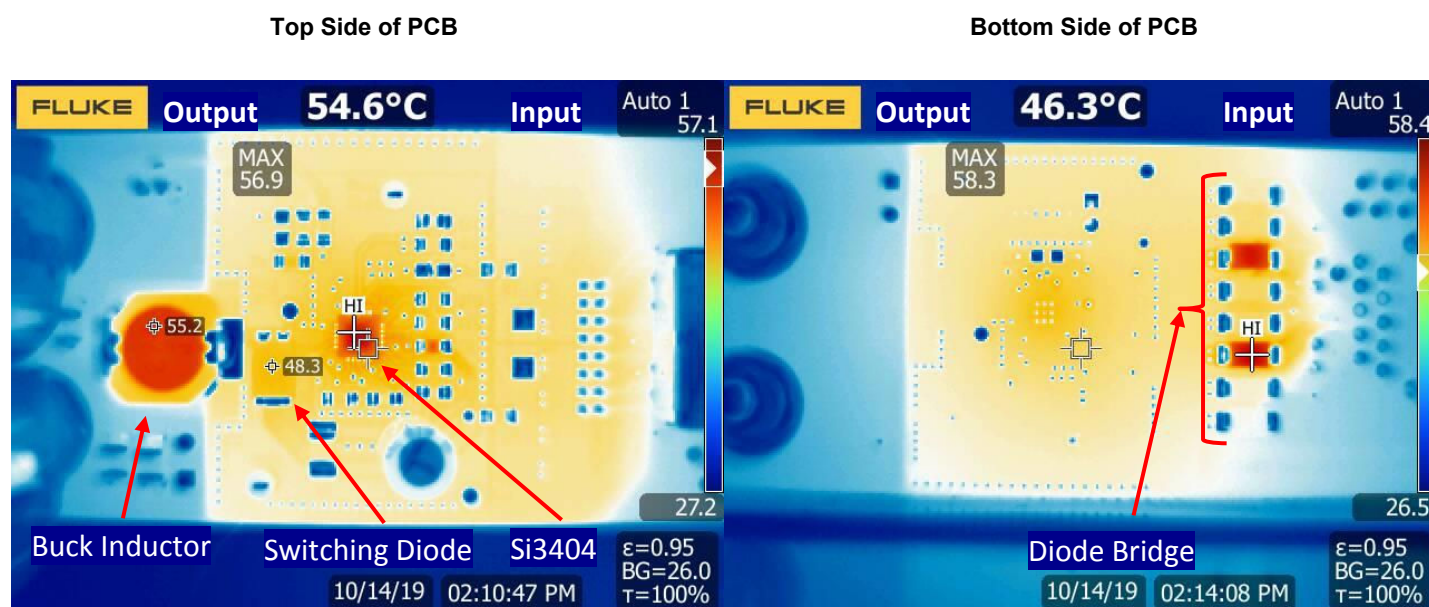 Top Side of PCB
Bottom Side of PCB
FLUKE
Output
54.6°C
Input
Auto 1
57.1
MAX
56.9
HI
55.2
48.3
27.2
Buck Inductor
Switching Diode
Si3404
ε=0.95
BG=26.0
τ=100%
10/14/19
02:10:47 PM
FLUKE
Output
46.3°C
Input
Auto 1
58.4
MAX
58.3
HI
26.5
Diode Bridge
ε=0.95
BG=26.0
τ=100%
10/14/19
02:14:08 PM